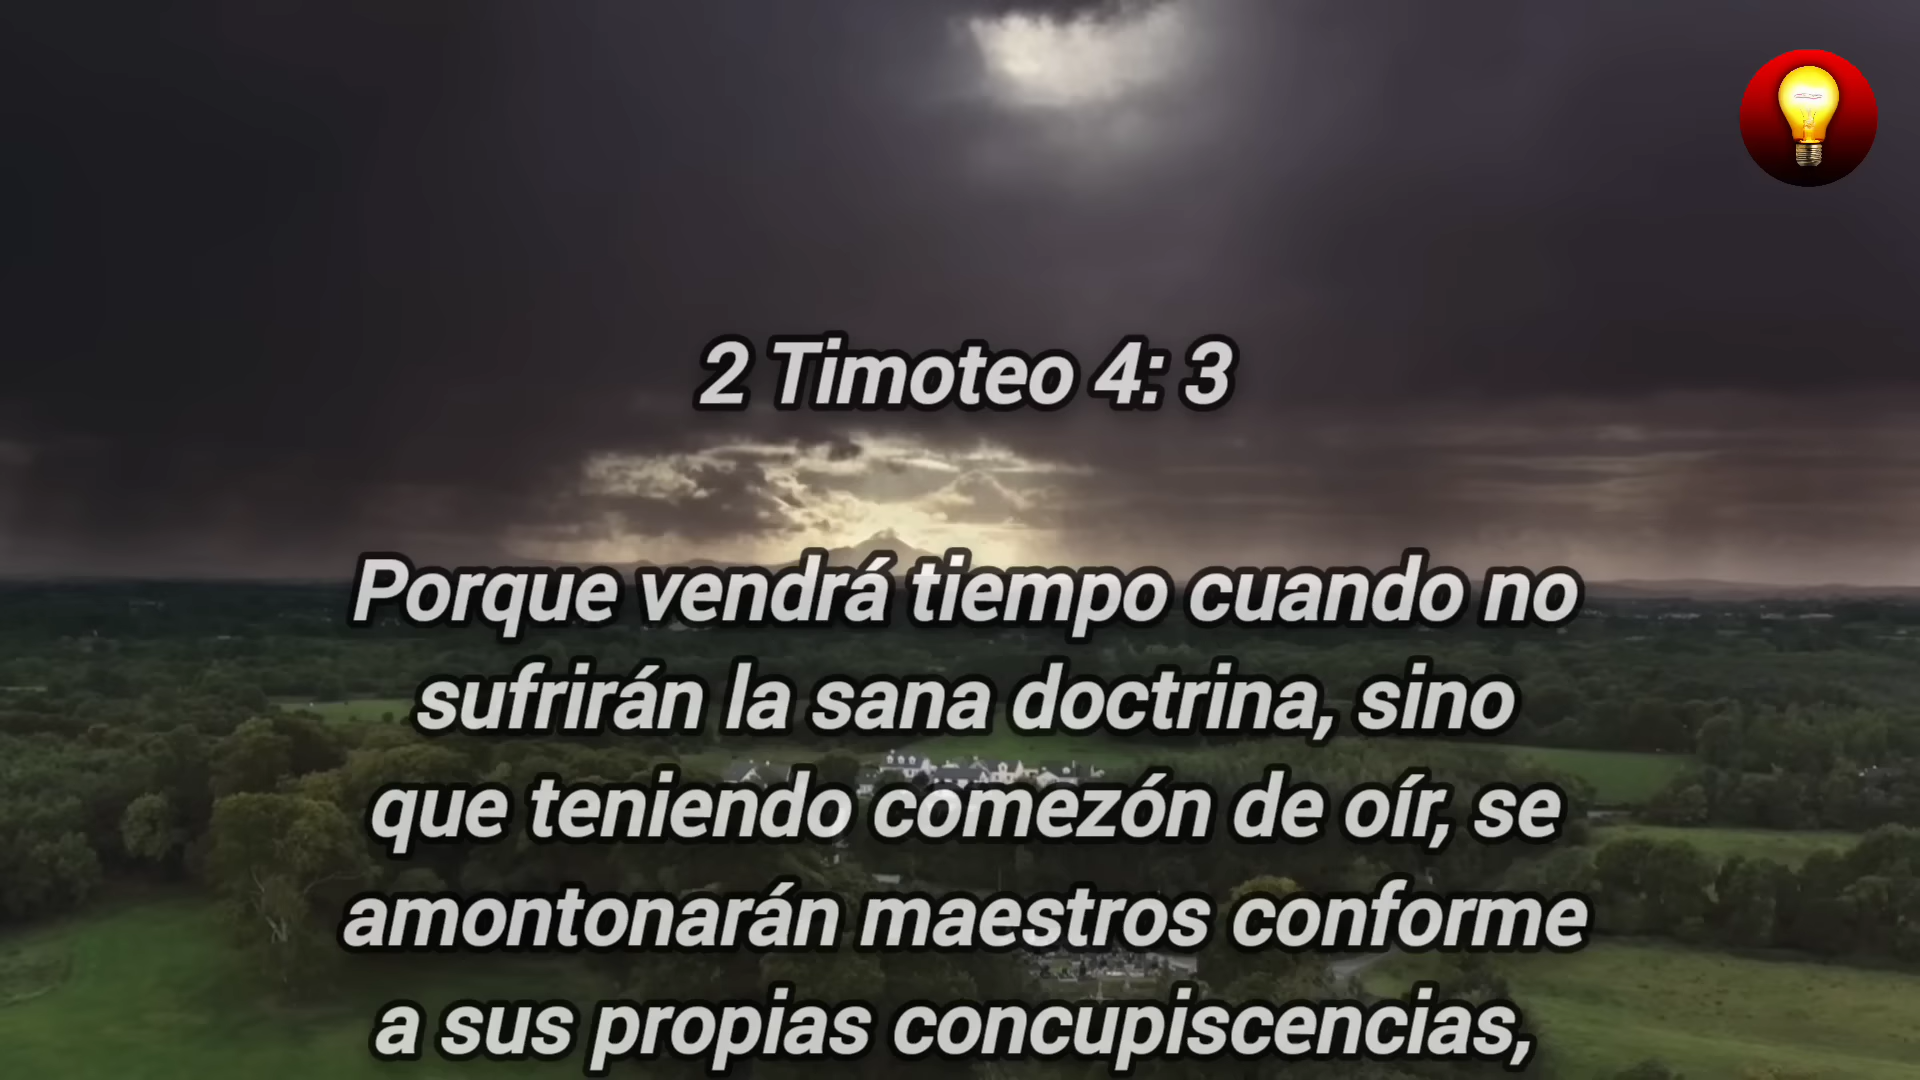 2 Timoteo 4: 3
Porque vendrá tiempo cuando no
sufrirán la sana doctrina, sino
que teniendo comezón de oír, se
amontonarán maestros conforme
a sus propias concupiscencias,